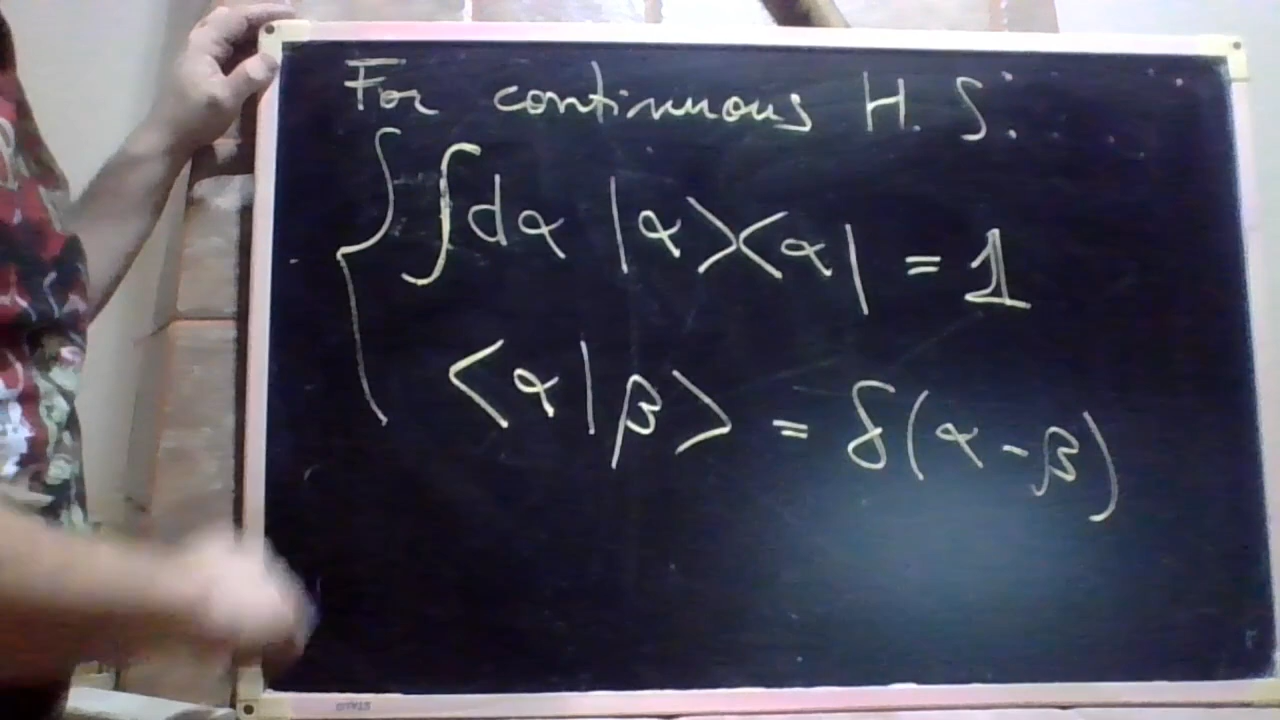 For continuous H. S.
∫dα |α><α| = 1
<α|β> = δ(α-β)